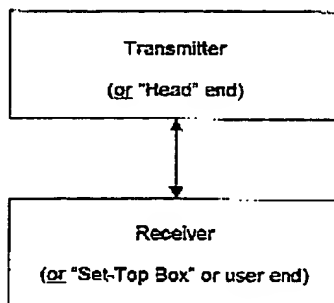 Transmitter
(or "Head" end)
Receiver
(or "Set-Top Box" or user end)